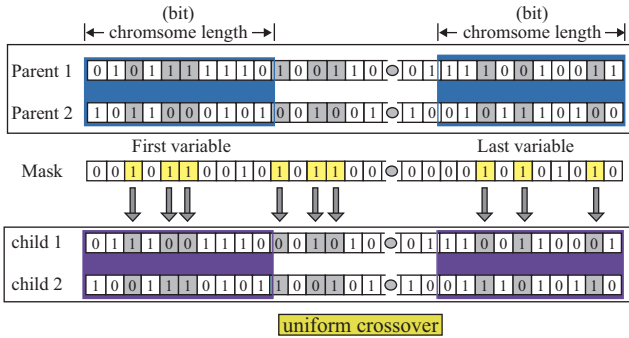 (bit) (bit)
chromsome length chromsome length
Parent 1 0 1 0 1 1 1 1 1 1 0 1 0 0 1 1 0 0 1 1 1 1 0 0 1 0 0 1 1
Parent 2 1 0 1 1 0 0 0 1 0 1 0 0 1 0 0 1 1 0 0 0 1 0 1 1 0 1 0 0
First variable Last variable
Mask 0 0 1 0 1 1 0 0 0 0 1 0 1 1 0 0 0 0 0 0 1 0 1 0 0 0 1 0
child 1 0 1 1 1 0 0 1 1 1 0 0 0 1 0 1 0 0 1 1 1 0 0 1 1 0 0 0 1
child 2 1 0 0 1 1 1 0 1 0 1 1 0 0 1 0 1 1 0 0 0 1 1 0 1 0 1 1 0
uniform crossover